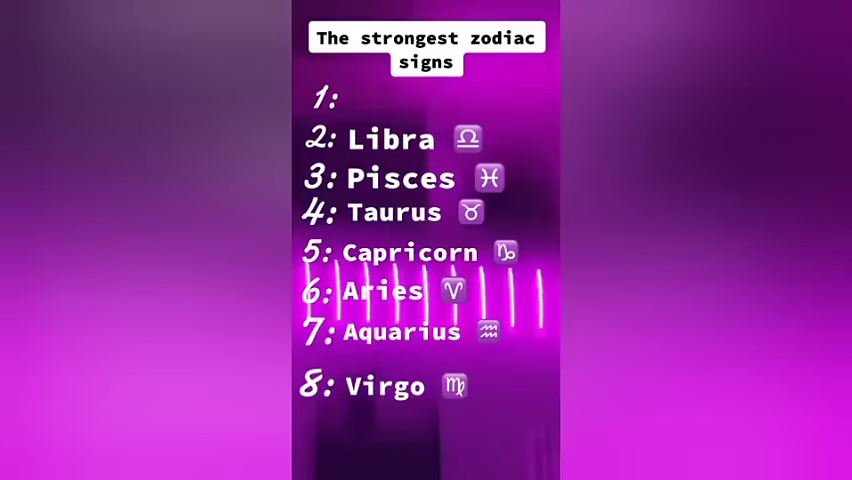 The strongest zodiac
signs
1:
2: Libra ♎
3: Pisces ♓
4: Taurus ♉
5: Capricorn ♑
6: Aries ♈
7: Aquarius ♒
8: Virgo ♍